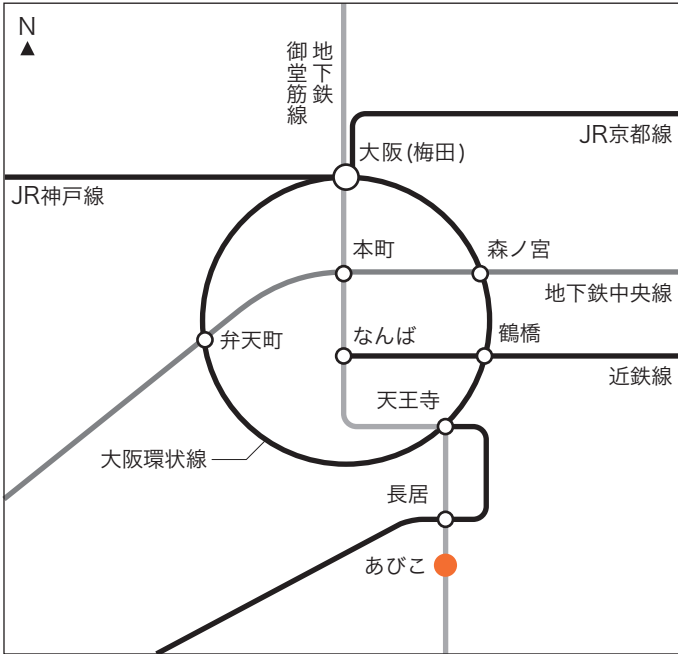 N
地下鉄
御堂筋線
JR京都線
大阪(梅田)
JR神戸線
本町
森ノ宮
地下鉄中央線
弁天町
なんば
鶴橋
近鉄線
天王寺
大阪環状線
長居
あびこ